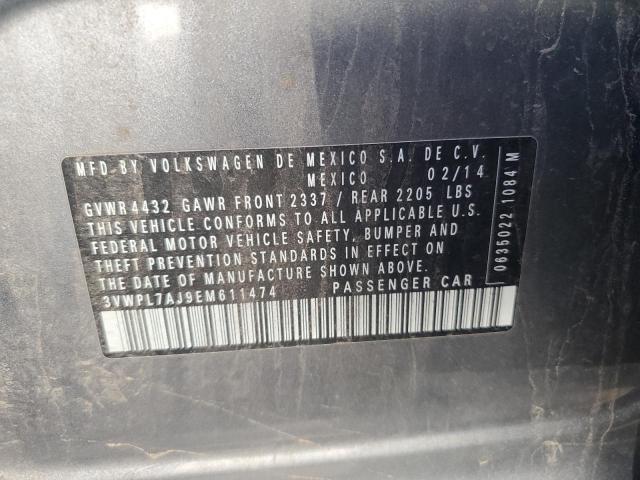 MFD BY VOLKSWAGEN DE MEXICO S.A. DE C.V.
MEXICO 02/14
GVWR 4432 GAWR FRONT 2337 / REAR 2205 LBS
THIS VEHICLE CONFORMS TO ALL APPLICABLE U.S.
FEDERAL MOTOR VEHICLE SAFETY, BUMPER AND
THEFT PREVENTION STANDARDS IN EFFECT ON
THE DATE OF MANUFACTURE SHOWN ABOVE.
3VWPL7AJ9EM611474 PASSENGER CAR
0635022 1084 M